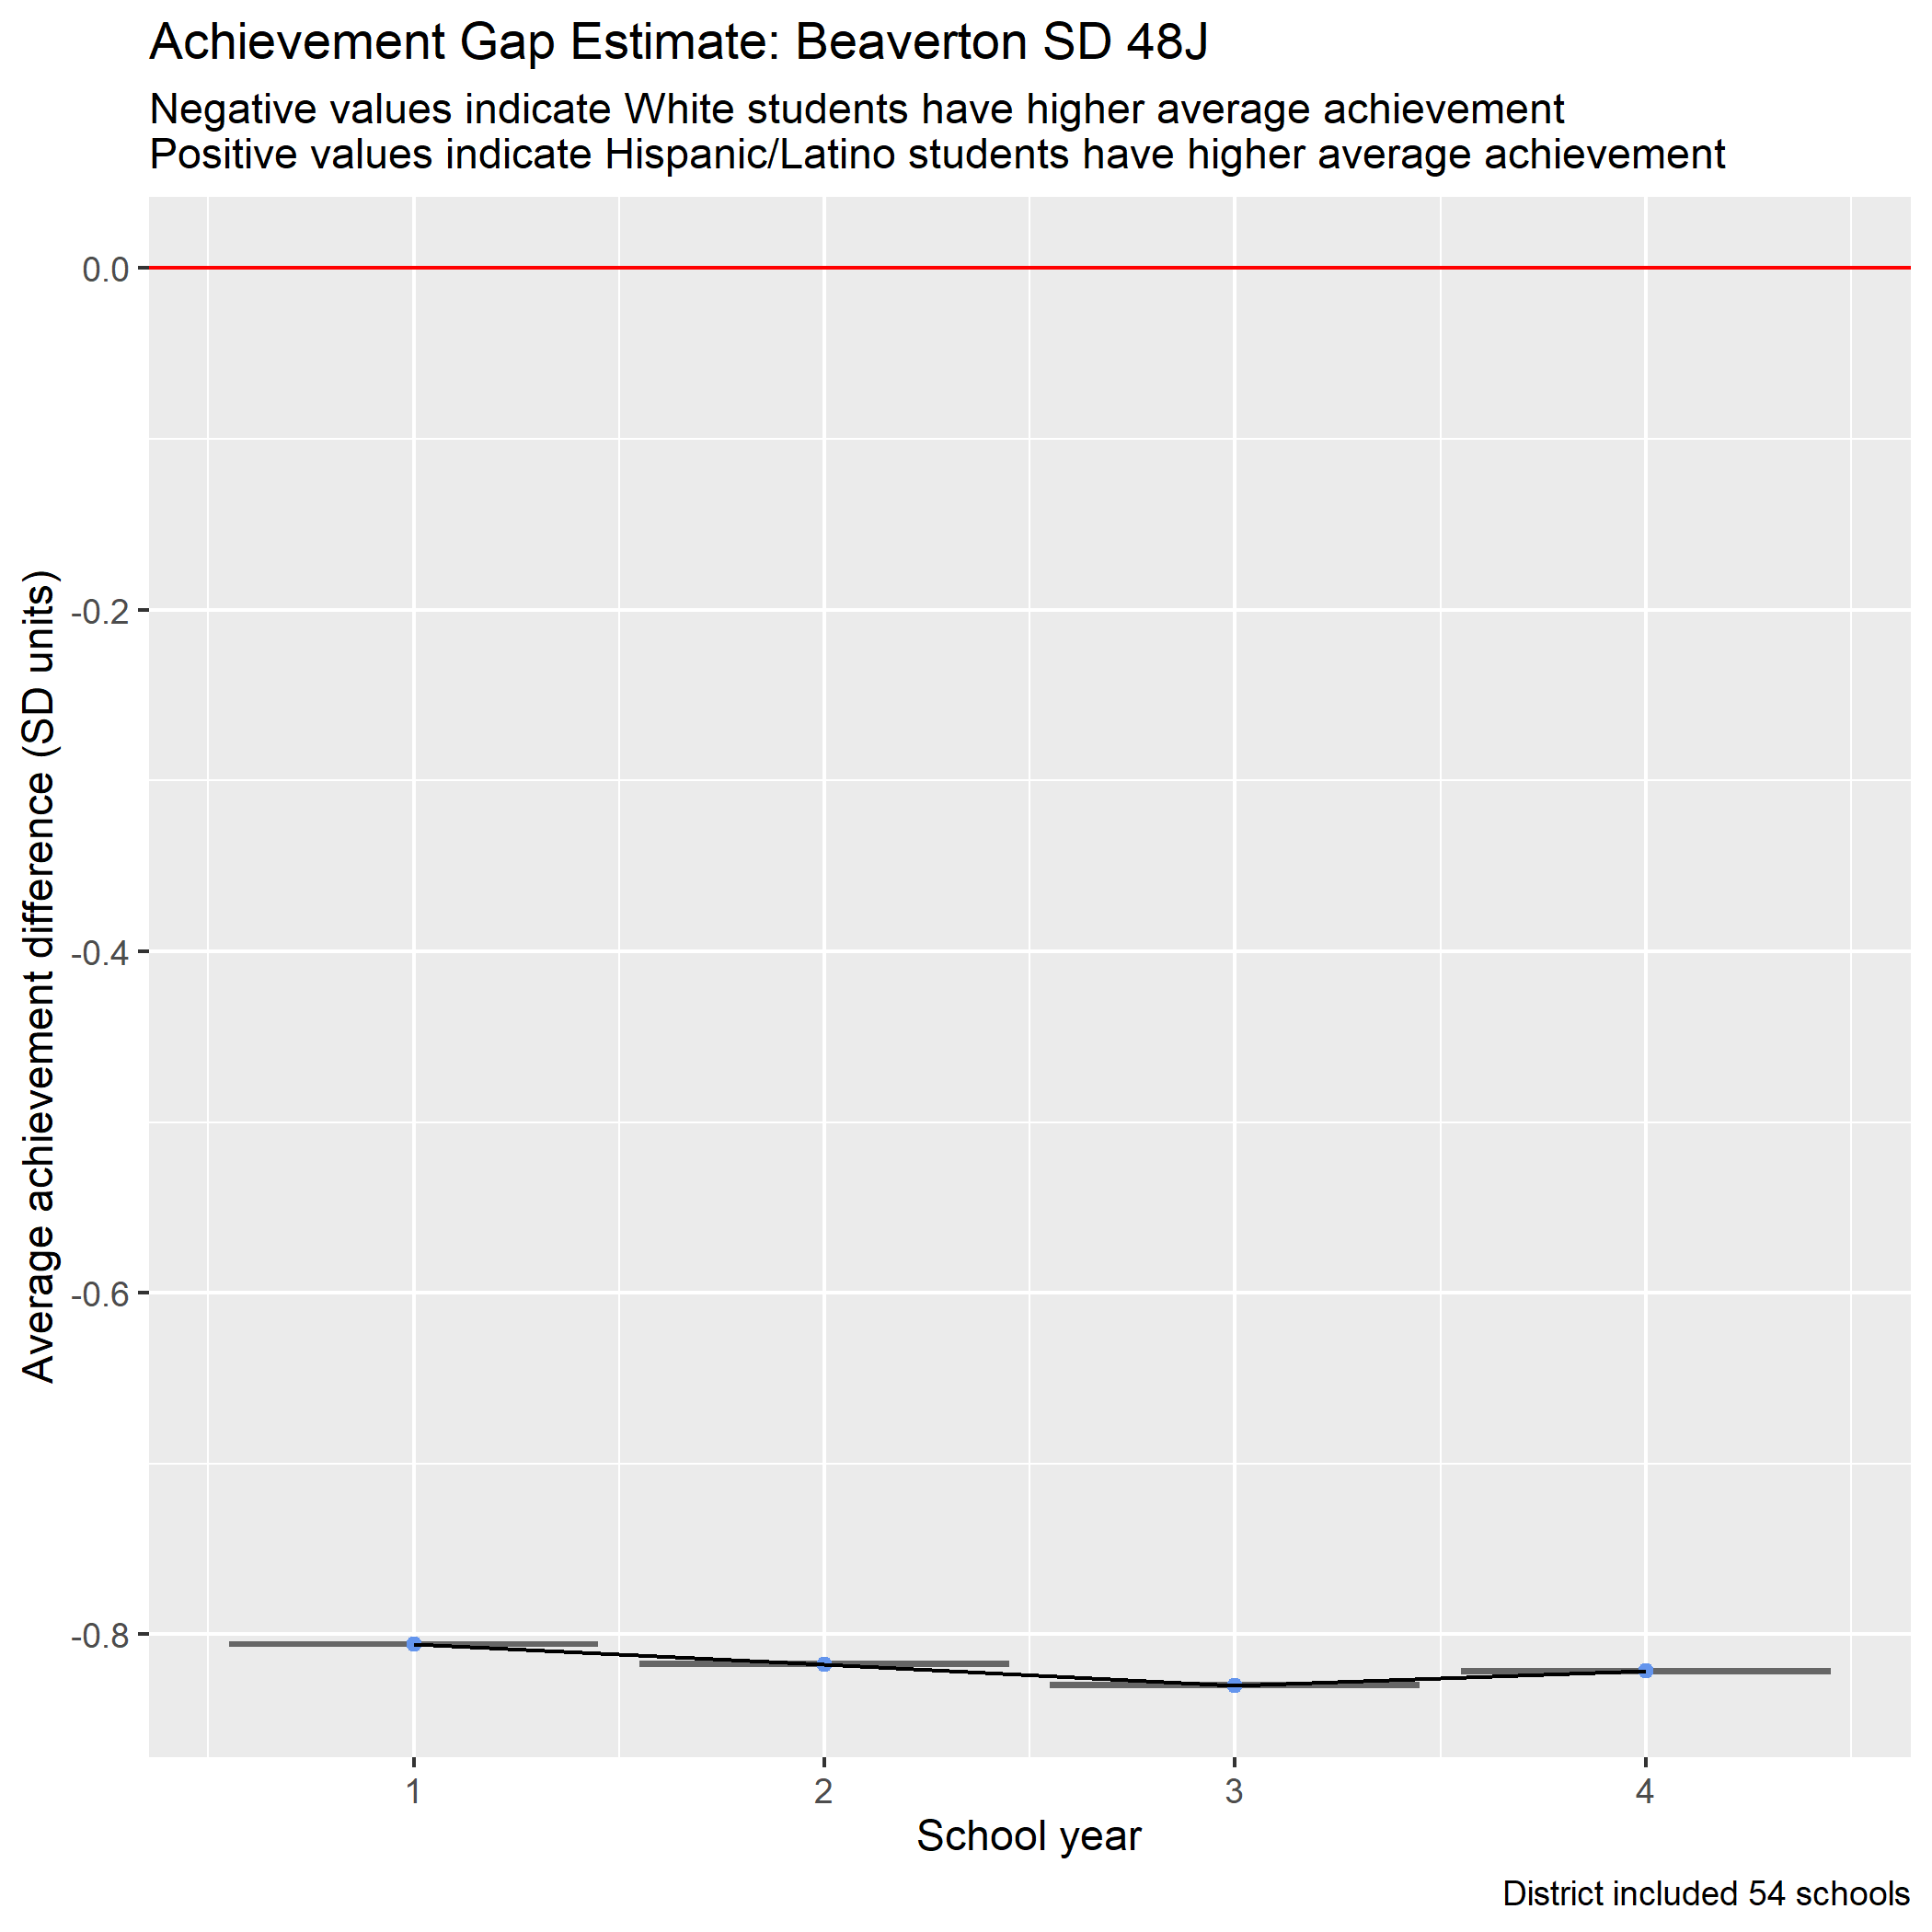 Achievement Gap Estimate: Beaverton SD 48J
Negative values indicate White students have higher average achievement
Positive values indicate Hispanic/Latino students have higher average achievement
Average achievement difference (SD units)
0.0
-0.2
-0.4
-0.6
-0.8
1 2 3 4
School year
District included 54 schools